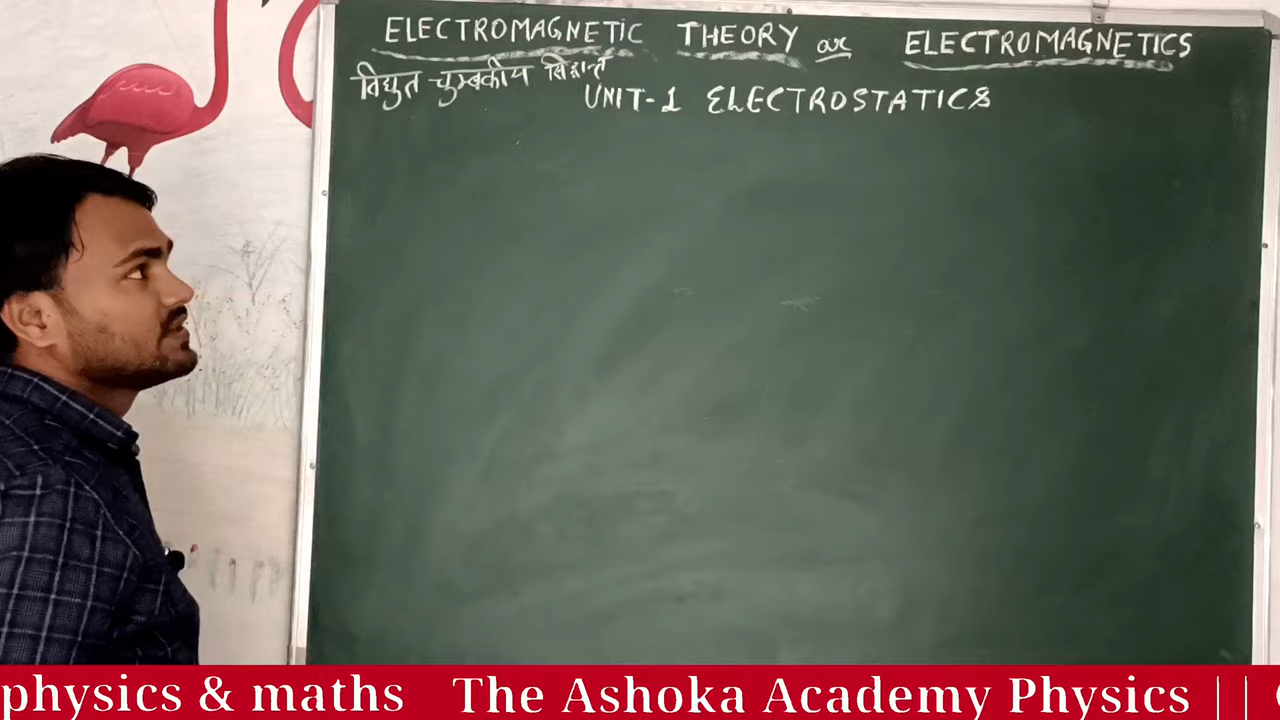 ELECTROMAGNETIC THEORY or ELECTROMAGNETICS
विद्युत चुम्बकीय सिद्धान्त
UNIT-1 ELECTROSTATICS
physics & maths The Ashoka Academy Physics ||